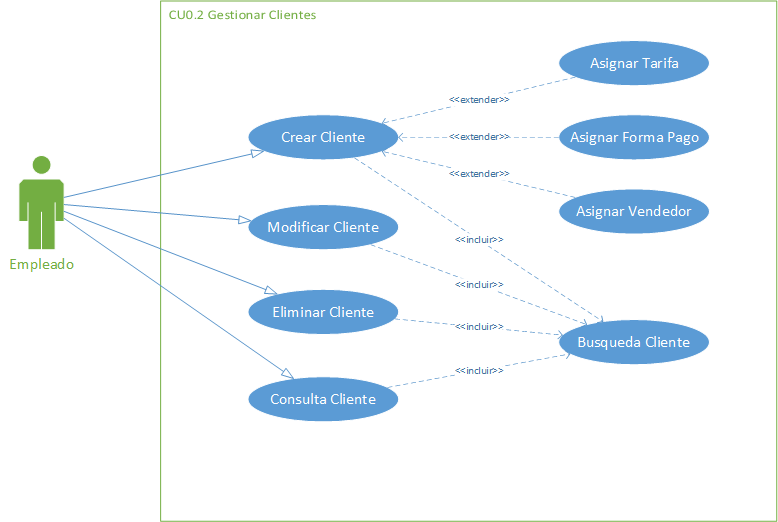 CU0.2 Gestionar Clientes
Asignar Tarifa
<<extender>>
Crear Cliente
<<extender>>
Asignar Forma Pago
<<extender>>
Asignar Vendedor
Modificar Cliente
<<incluir>>
Empleado
<<incluir>>
Eliminar Cliente
<<incluir>>
Busqueda Cliente
<<incluir>>
Consulta Cliente